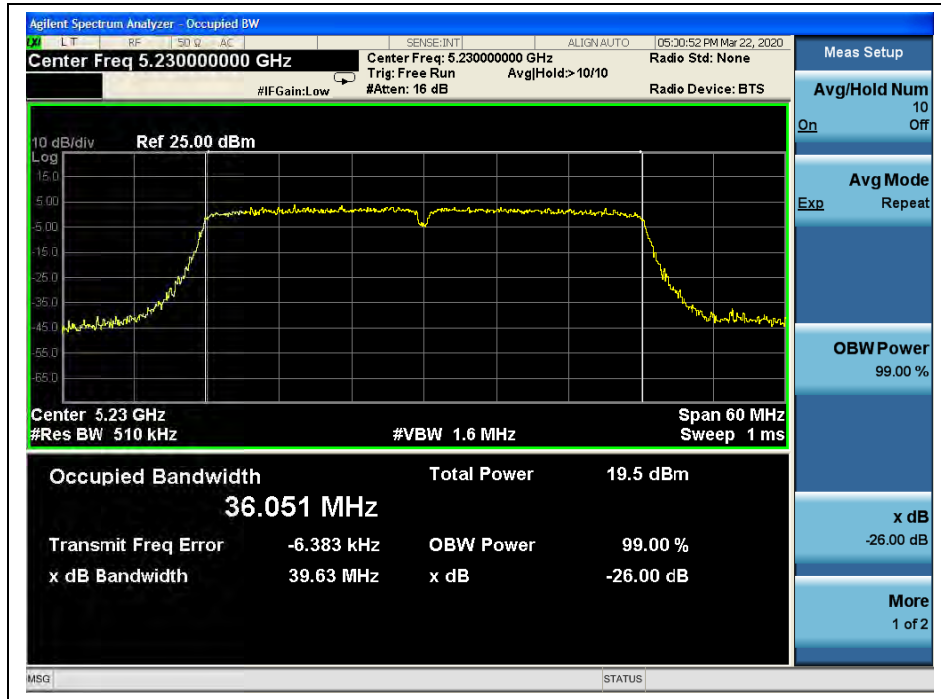 Agilent Spectrum Analyzer - Occupied BW
LXI LT RF 50 Ω AC SENSE:INT ALIGN AUTO 05:30:52 PM Mar 22, 2020
Center Freq 5.230000000 GHz
Center Freq: 5.230000000 GHz
Radio Std: None
Trig: Free Run Avg|Hold:>10/10
#IFGain:Low
#Atten: 16 dB
Radio Device: BTS
10 dB/div Ref 25.00 dBm
Log
15.0
5.00
-5.00
-15.0
-25.0
-35.0
-45.0
-55.0
-65.0
Center 5.23 GHz
Span 60 MHz
#Res BW 510 kHz
#VBW 1.6 MHz
Sweep 1 ms
Occupied Bandwidth
Total Power 19.5 dBm
36.051 MHz
Transmit Freq Error -6.383 kHz
OBW Power 99.00 %
x dB Bandwidth 39.63 MHz
x dB -26.00 dB
MSG
STATUS
Meas Setup
Avg/Hold Num
10
On Off
Avg Mode
Exp Repeat
OBW Power
99.00 %
x dB
-26.00 dB
More
1 of 2